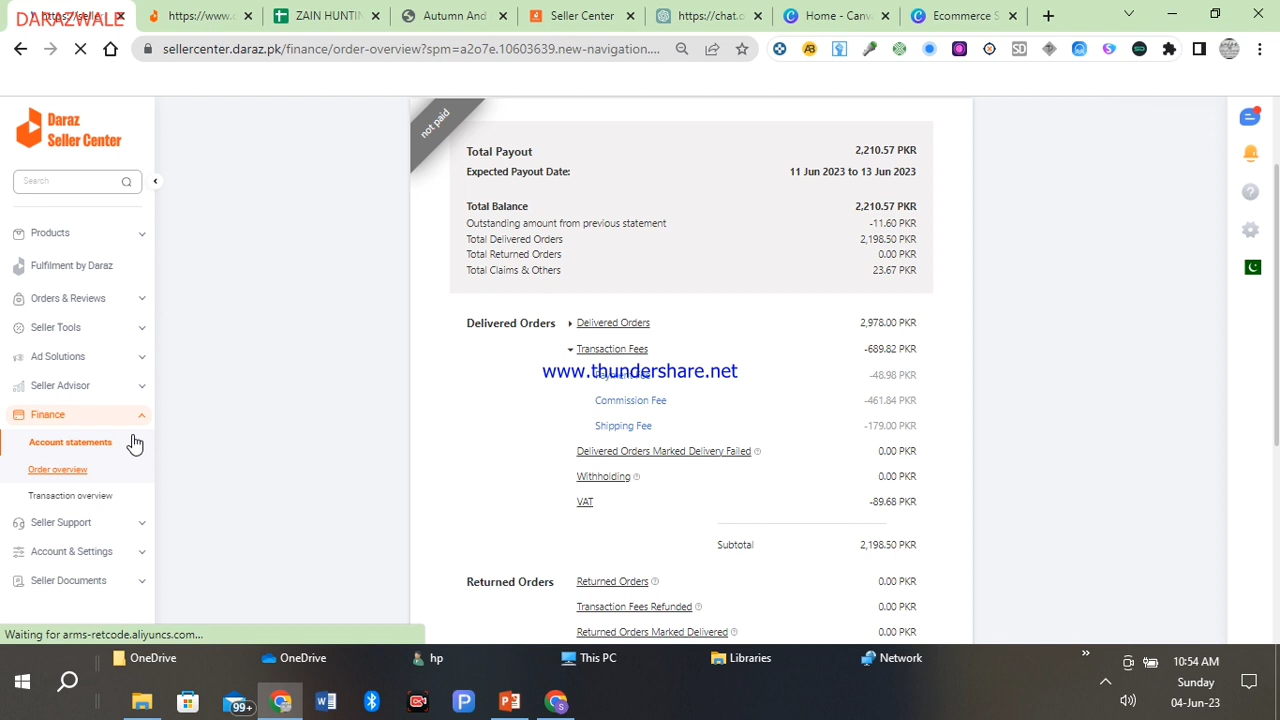 https://selle
DARAZWALE
https://www.c
ZAIN HUNTIN
Autumn And
Seller Center
https://chat.o
Home - Canv
Ecommerce S
sellercenter.daraz.pk/finance/order-overview?spm=a2o7e.10603639.new-navigation....
not paid
Daraz
Seller Center
Search
Products
Fulfilment by Daraz
Orders & Reviews
Seller Tools
Ad Solutions
Seller Advisor
Finance
Account statements
Order overview
Transaction overview
Seller Support
Account & Settings
Seller Documents
Total Payout 2,210.57 PKR
Expected Payout Date: 11 Jun 2023 to 13 Jun 2023
Total Balance 2,210.57 PKR
Outstanding amount from previous statement -11.60 PKR
Total Delivered Orders 2,198.50 PKR
Total Returned Orders 0.00 PKR
Total Claims & Others 23.67 PKR
Delivered Orders Delivered Orders 2,978.00 PKR
Transaction Fees -689.82 PKR
www.thundershare.net
-48.98 PKR
Commission Fee -461.84 PKR
Shipping Fee -179.00 PKR
Delivered Orders Marked Delivery Failed 0.00 PKR
Withholding 0.00 PKR
VAT -89.68 PKR
Subtotal 2,198.50 PKR
Returned Orders Returned Orders 0.00 PKR
Transaction Fees Refunded 0.00 PKR
Returned Orders Marked Delivered 0.00 PKR
Waiting for arms-retcode.aliyuncs.com...
OneDrive
OneDrive
hp
This PC
Libraries
Network
99+
10:54 AM
Sunday
04-Jun-23